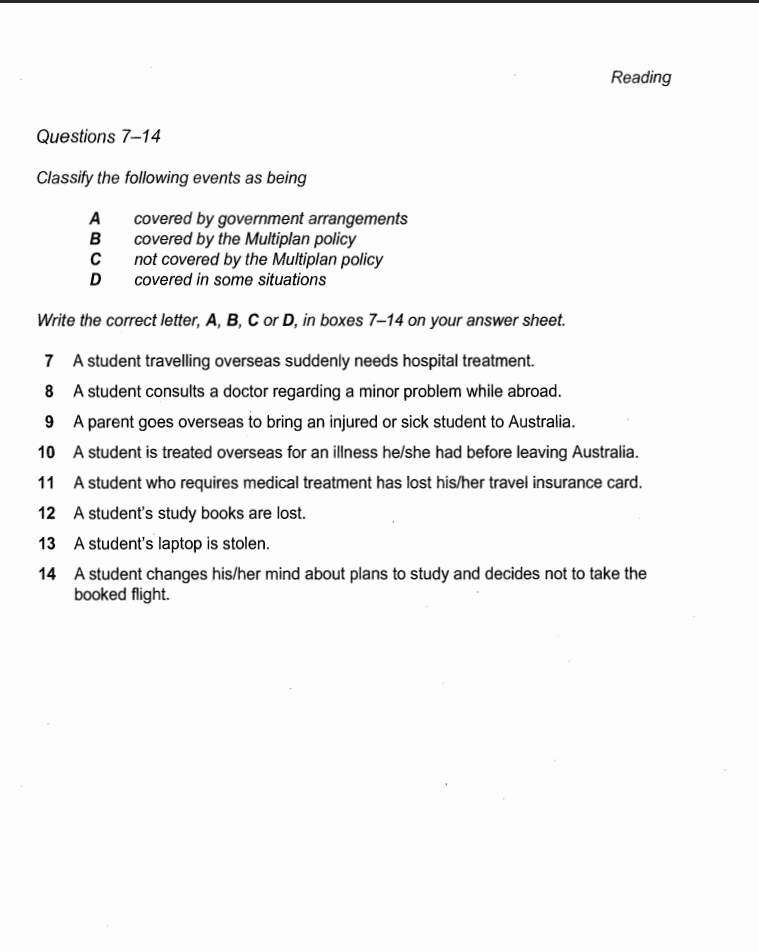 Reading
Questions 7–14
Classify the following events as being
A covered by government arrangements
B covered by the Multiplan policy
C not covered by the Multiplan policy
D covered in some situations
Write the correct letter, A, B, C or D, in boxes 7–14 on your answer sheet.
7 A student travelling overseas suddenly needs hospital treatment.
8 A student consults a doctor regarding a minor problem while abroad.
9 A parent goes overseas to bring an injured or sick student to Australia.
10 A student is treated overseas for an illness he/she had before leaving Australia.
11 A student who requires medical treatment has lost his/her travel insurance card.
12 A student's study books are lost.
13 A student's laptop is stolen.
14 A student changes his/her mind about plans to study and decides not to take the
booked flight.